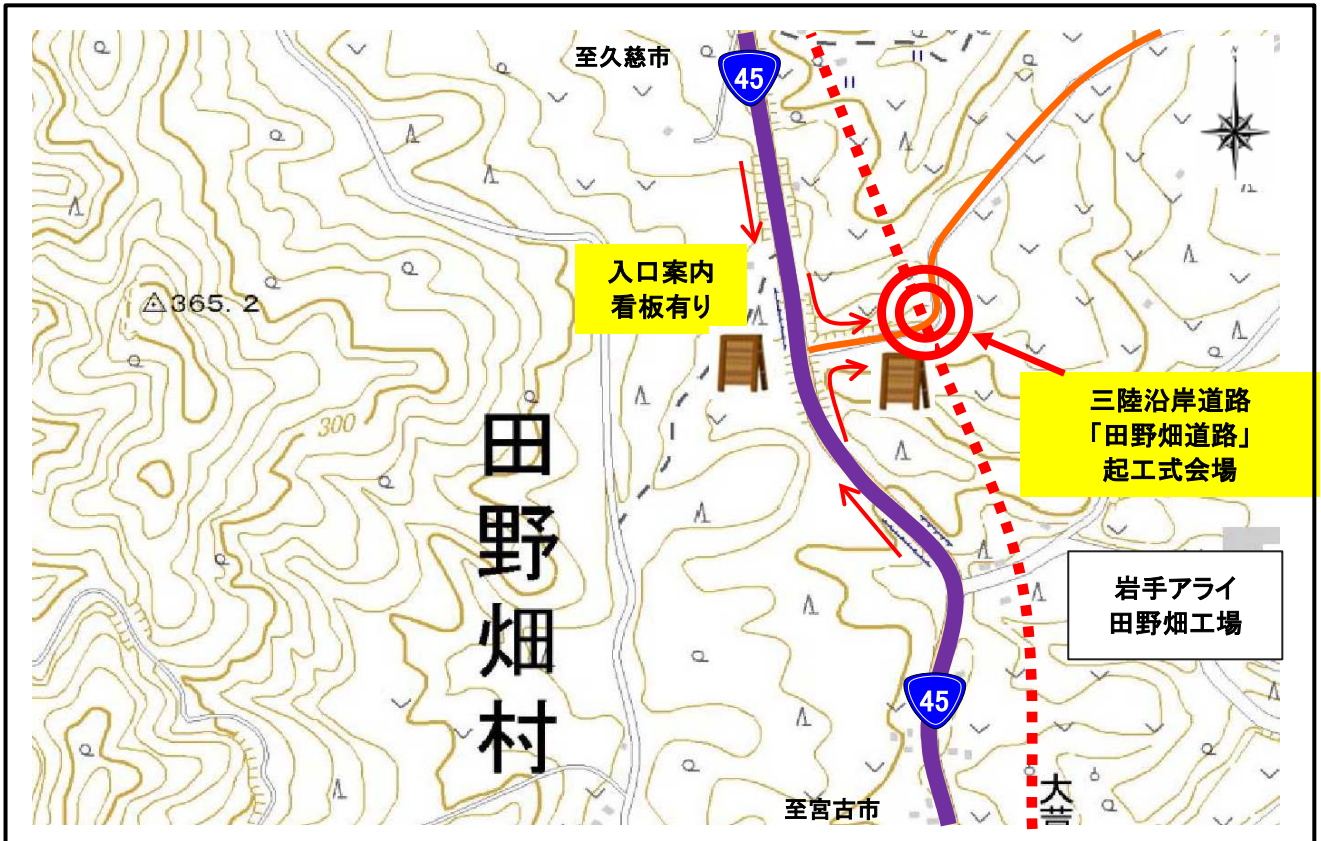 至久慈市
45
N
入口案内
看板有り
365.2
300
三陸沿岸道路
「田野畑道路」
起工式会場
田野畑村
岩手アライ
田野畑工場
45
至宮古市